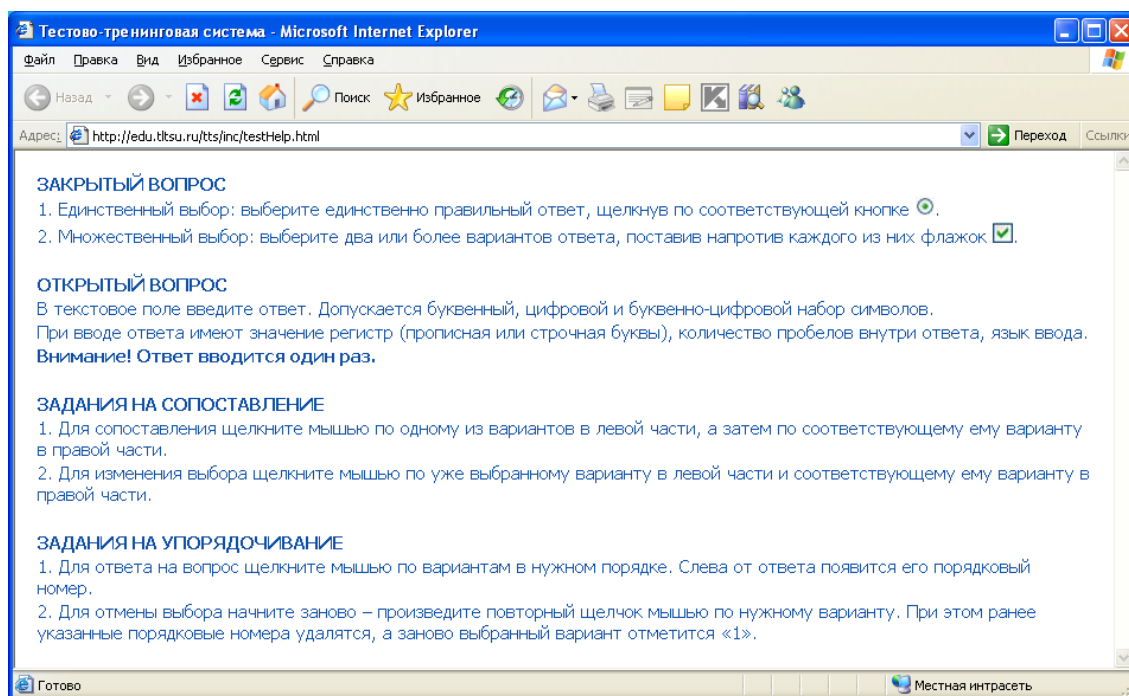 Тестово-тренинговая система - Microsoft Internet Explorer
Файл Правка Вид Избранное Сервис Справка
Назад Поиск Избранное
Адрес: http://edu.tltsu.ru/tts/inc/testHelp.html Переход Ссылки
ЗАКРЫТЫЙ ВОПРОС
1. Единственный выбор: выберите единственно правильный ответ, щелкнув по соответствующей кнопке .
2. Множественный выбор: выберите два или более вариантов ответа, поставив напротив каждого из них флажок .
ОТКРЫТЫЙ ВОПРОС
В текстовое поле введите ответ. Допускается буквенный, цифровой и буквенно-цифровой набор символов.
При вводе ответа имеют значение регистр (прописная или строчная буквы), количество пробелов внутри ответа, язык ввода.
Внимание! Ответ вводится один раз.
ЗАДАНИЯ НА СОПОСТАВЛЕНИЕ
1. Для сопоставления щелкните мышью по одному из вариантов в левой части, а затем по соответствующему ему варианту
в правой части.
2. Для изменения выбора щелкните мышью по уже выбранному варианту в левой части и соответствующему ему варианту в
правой части.
ЗАДАНИЯ НА УПОРЯДОЧИВАНИЕ
1. Для ответа на вопрос щелкните мышью по вариантам в нужном порядке. Слева от ответа появится его порядковый
номер.
2. Для отмены выбора начните заново – произведите повторный щелчок мышью по нужному варианту. При этом ранее
указанные порядковые номера удалятся, а заново выбранный вариант отметится «1».
Готово Местная интрасеть